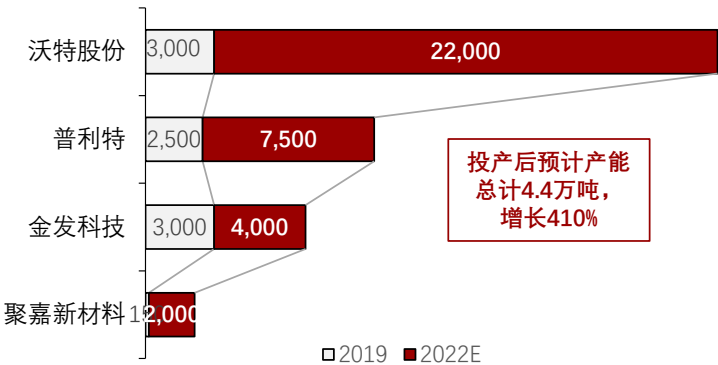 沃特股份 3,000 22,000
普利特 2,500 7,500
投产后预计产能
总计4.4万吨，
增长410%
金发科技 3,000 4,000
聚嘉新材料 2,000
2019 2022E